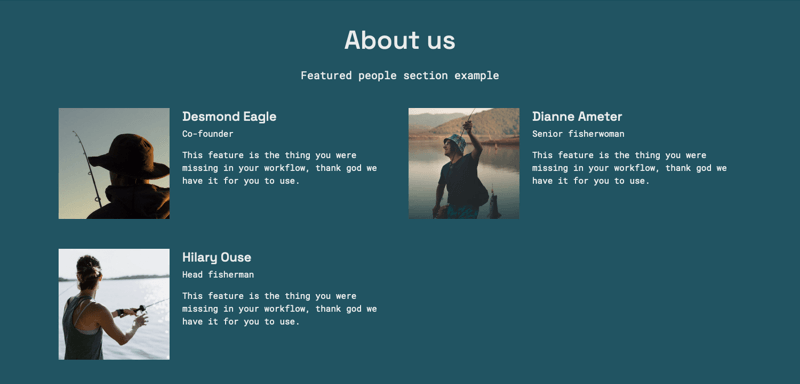 About us
Featured people section example
Desmond Eagle
Co-founder
This feature is the thing you were
missing in your workflow, thank god we
have it for you to use.
Dianne Ameter
Senior fisherwoman
This feature is the thing you were
missing in your workflow, thank god we
have it for you to use.
Hilary Ouse
Head fisherman
This feature is the thing you were
missing in your workflow, thank god we
have it for you to use.